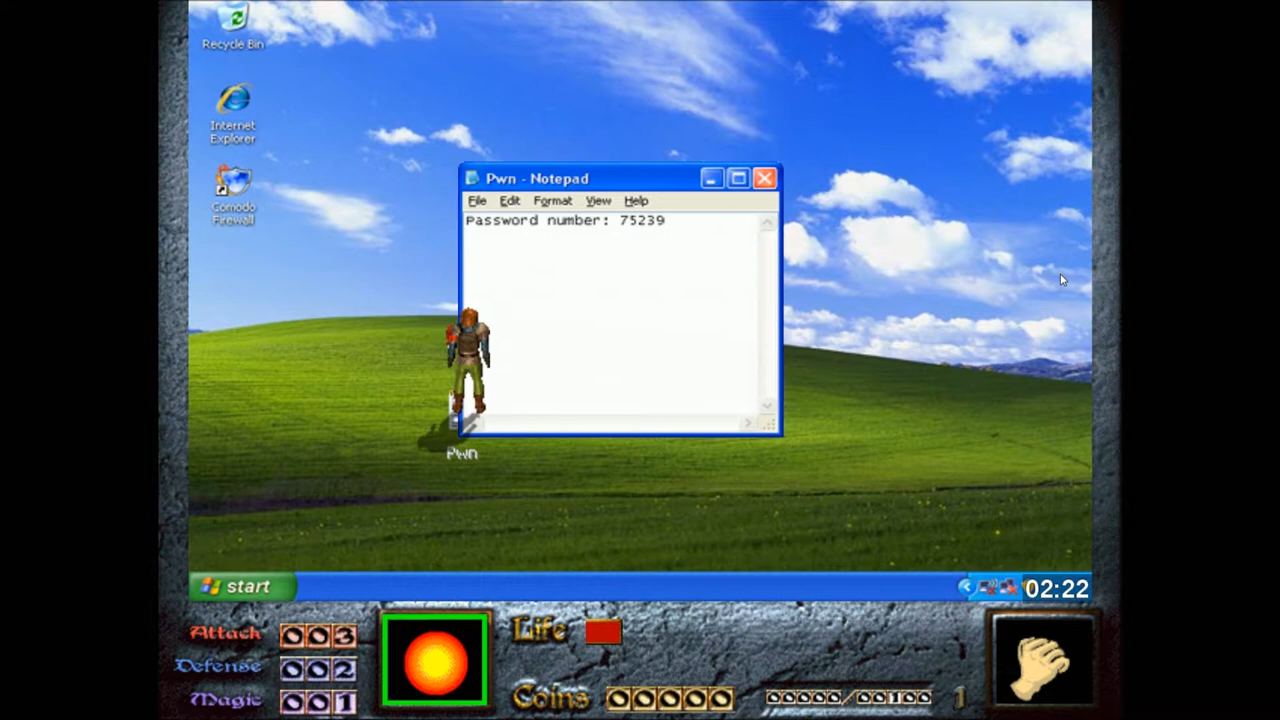 Recycle Bin
Internet
Explorer
Comodo
Firewall
Pwn - Notepad
File Edit Format View Help
Password number: 75239
Pwn
start
02:22
Attack 003
Defense 002
Magic 001
Life
Coins 00000
00000/00100
1